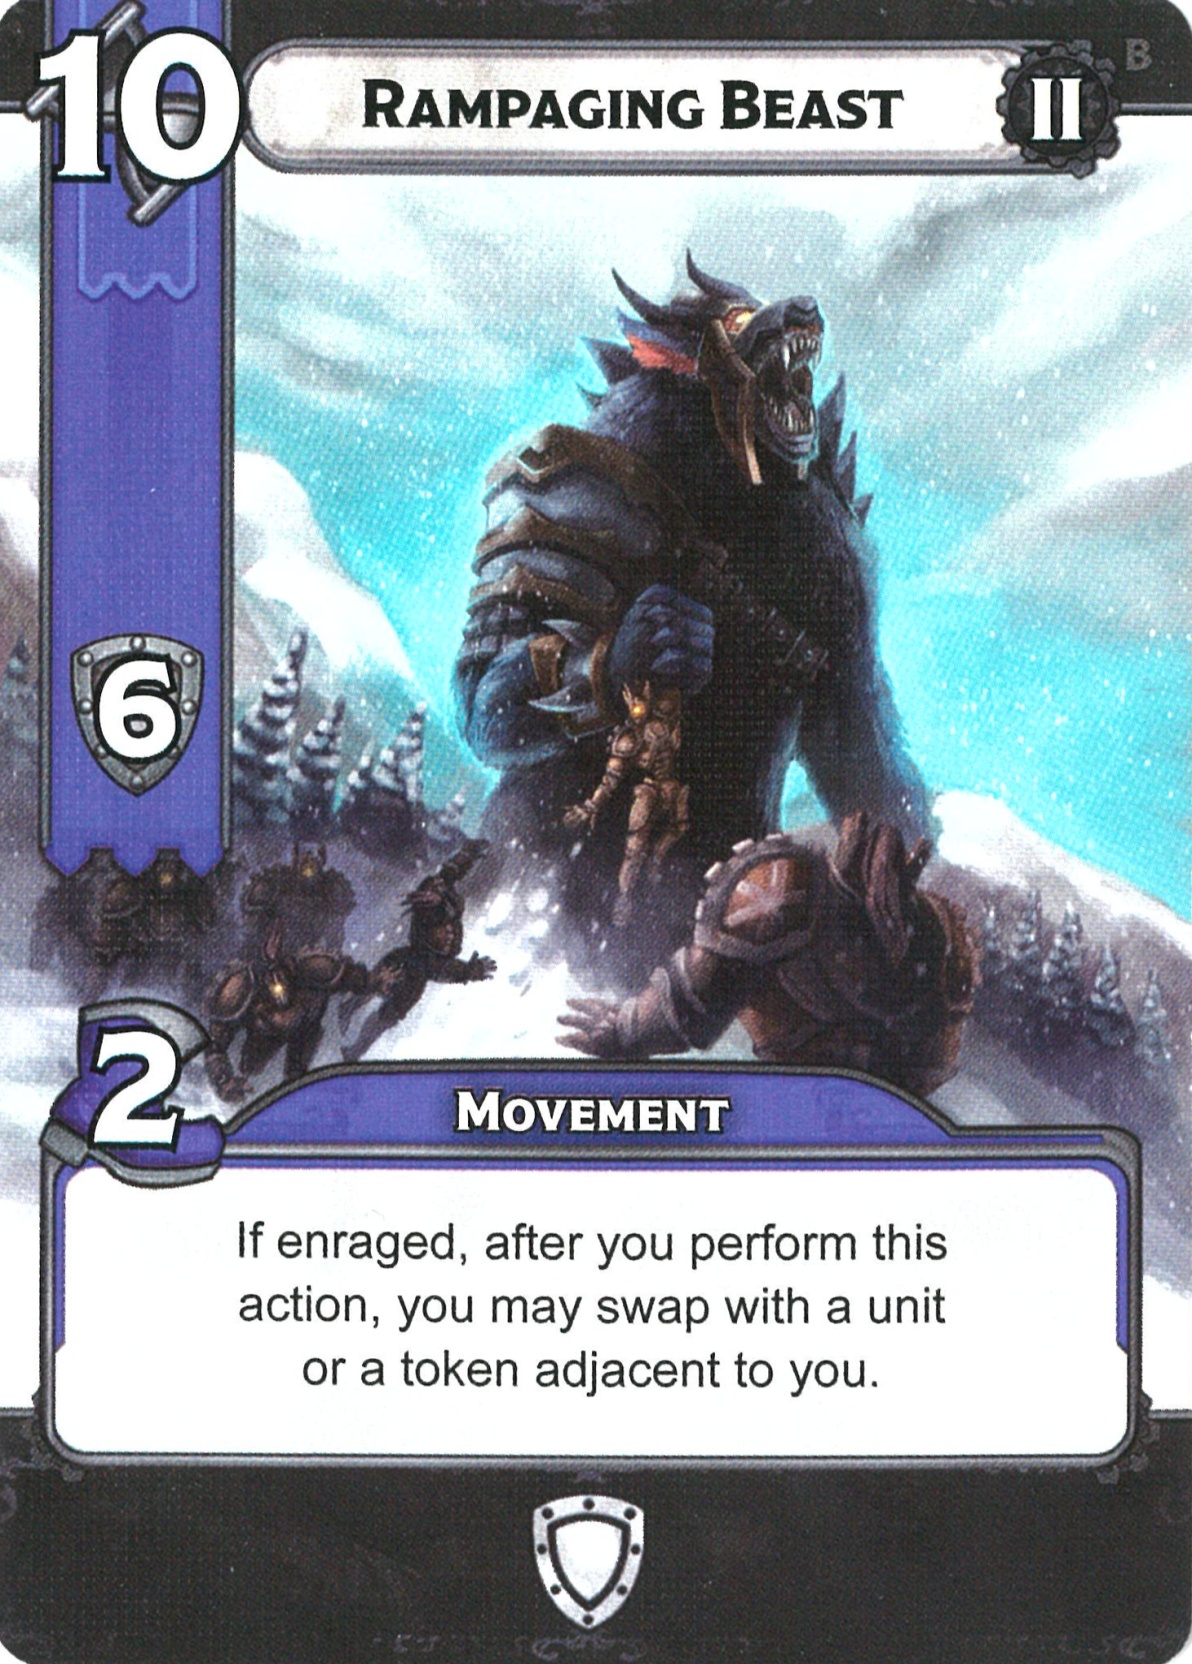 10
RAMPAGING BEAST
II
B
6
2
MOVEMENT
If enraged, after you perform this
action, you may swap with a unit
or a token adjacent to you.